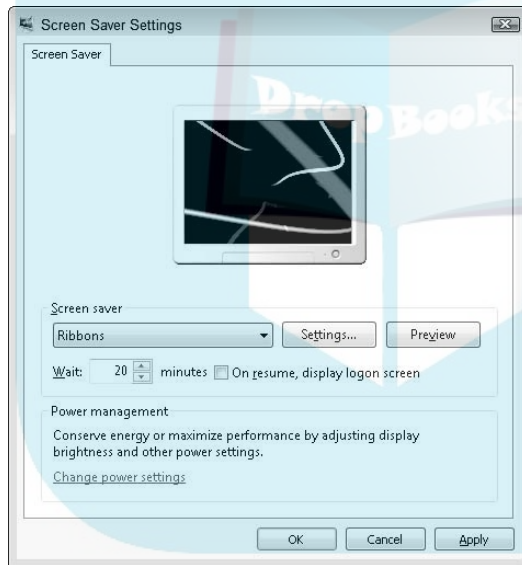 Screen Saver Settings
Screen Saver
Drop Books
Screen saver
Ribbons
Settings...
Preview
Wait: 20 minutes On resume, display logon screen
Power management
Conserve energy or maximize performance by adjusting display
brightness and other power settings.
Change power settings
OK Cancel Apply